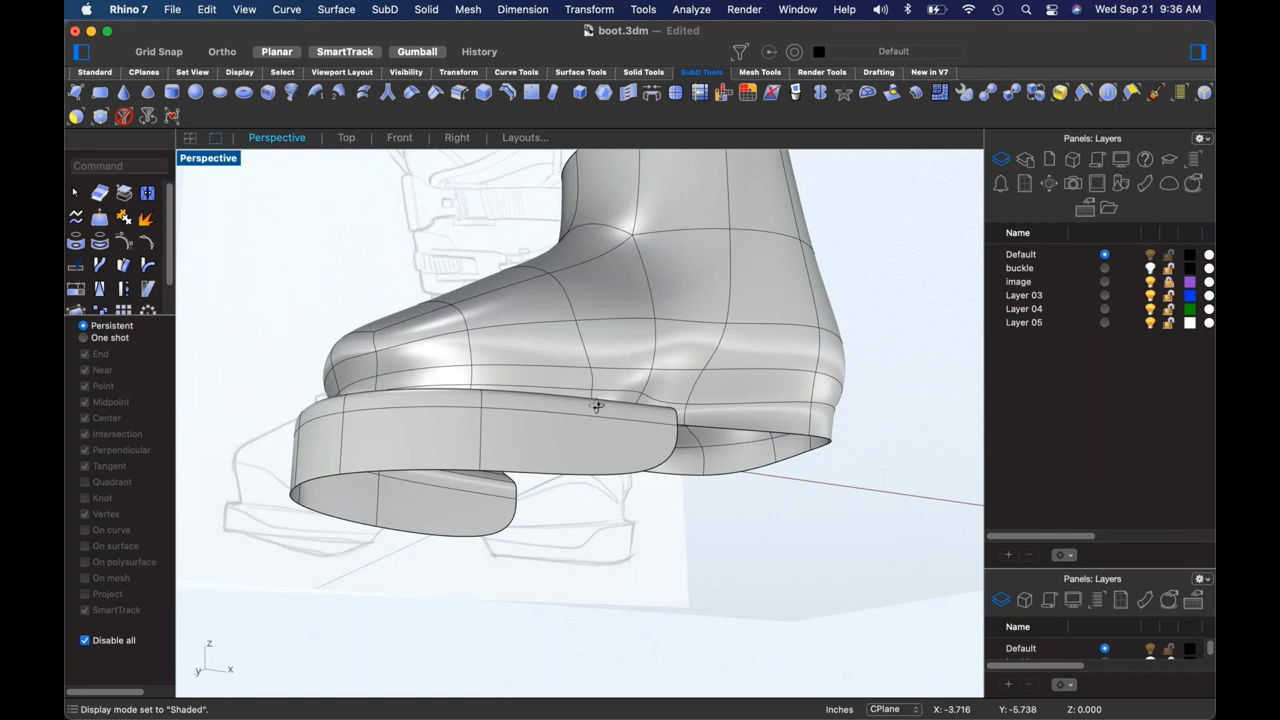 Rhino 7 File Edit View Curve Surface SubD Solid Mesh Dimension Transform Tools Analyze Render Window Help Wed Sep 21 9:36 AM
boot.3dm — Edited
Grid Snap Ortho Planar SmartTrack Gumball History Default
Standard CPlanes Set View Display Select Viewport Layout Visibility Transform Curve Tools Surface Tools Solid Tools SubD Tools Mesh Tools Render Tools Drafting New in V7
Perspective Top Front Right Layouts... Panels: Layers
Perspective
Command
Name
Default
buckle
image
Layer 03
Layer 04
Layer 05
Persistent
One shot
End
Near
Point
Midpoint
Center
Intersection
Perpendicular
Tangent
Quadrant
Knot
Vertex
On curve
On surface
On polysurface
On mesh
Project
SmartTrack
Disable all
z
y x
Panels: Layers
Name
Default
Display mode set to "Shaded". Inches CPlane X: -3.716 Y: -5.738 Z: 0.000